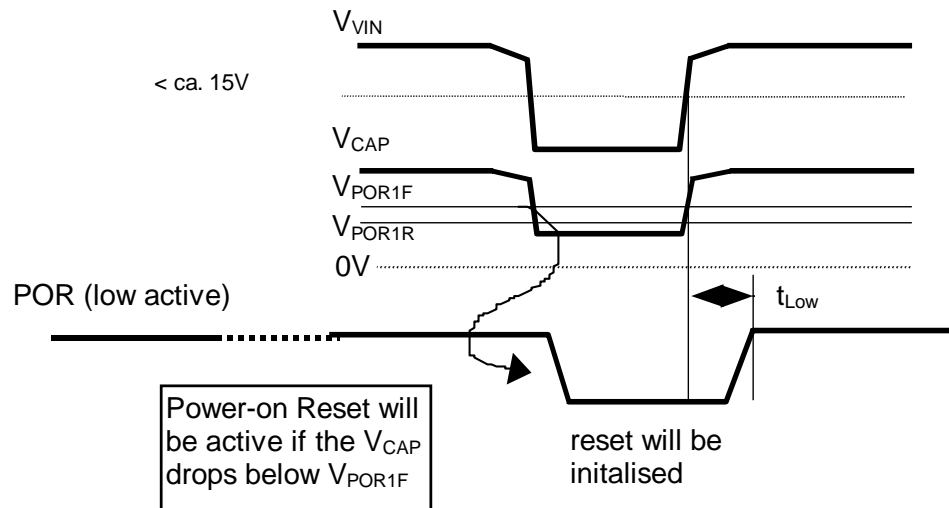 VVIN
< ca. 15V
VCAP
VPOR1F
VPOR1R
0V
POR (low active)
tLow
Power-on Reset will
be active if the VCAP
drops below VPOR1F
reset will be
initalised